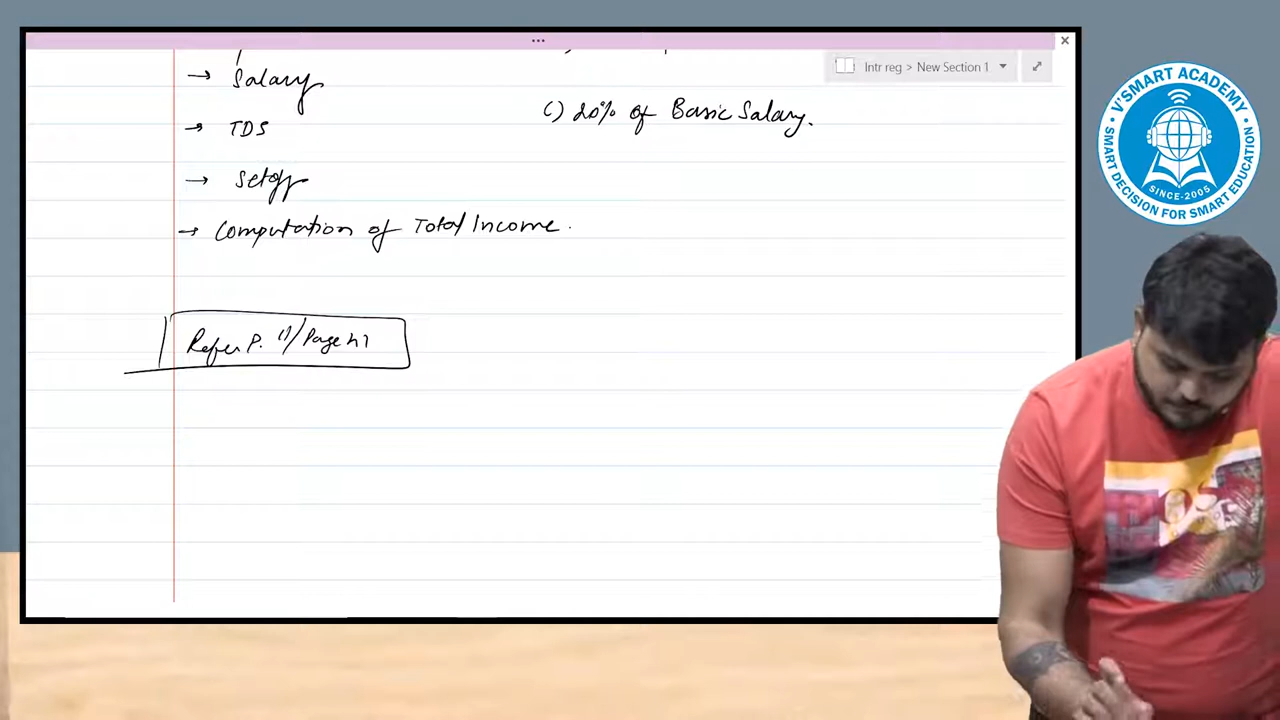 Intr reg > New Section 1
→ Salary
→ TDS
→ Setoff
→ Computation of Total Income.
c) 20% of Basic Salary.
Refer P. 11/Page
V'SMART ACADEMY
SINCE-2005
SMART DECISION FOR SMART EDUCATION